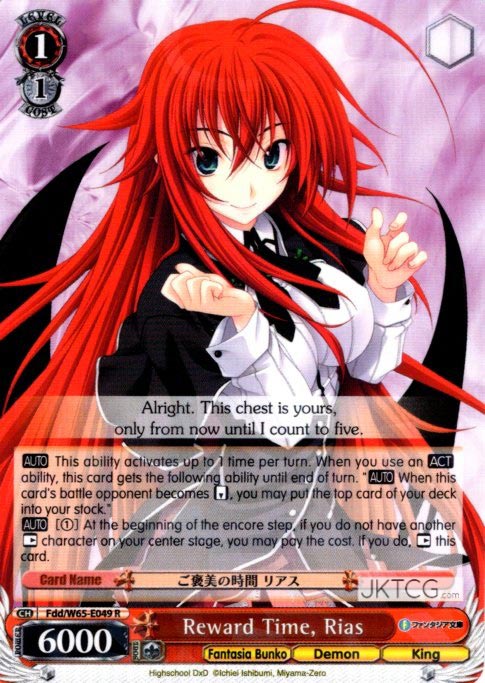 LEVEL
1
1
COST
Alright. This chest is yours,
only from now until I count to five.
AUTO This ability activates up to 1 time per turn. When you use an ACT
ability, this card gets the following ability until end of turn. "AUTO When this
card's battle opponent becomes , you may put the top card of your deck
into your stock."
AUTO [①] At the beginning of the encore step, if you do not have another
character on your center stage, you may pay the cost. If you do, this
card.
Card Name ご褒美の時間 リアス
JKTCG.com
CH Fdd/W65-E049 R
POWER 6000 SOUL Reward Time, Rias ファンタジア文庫
Fantasia Bunko Demon King
Highschool DxD ©Ichiei Ishibumi, Miyama-Zero